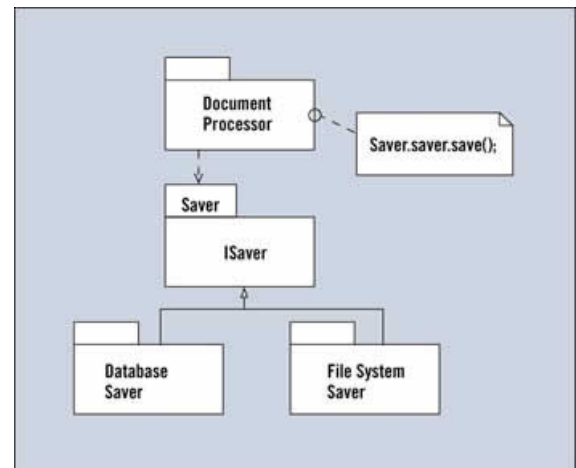 Document
Processor
Saver.saver.save();
Saver
ISaver
Database
Saver
File System
Saver